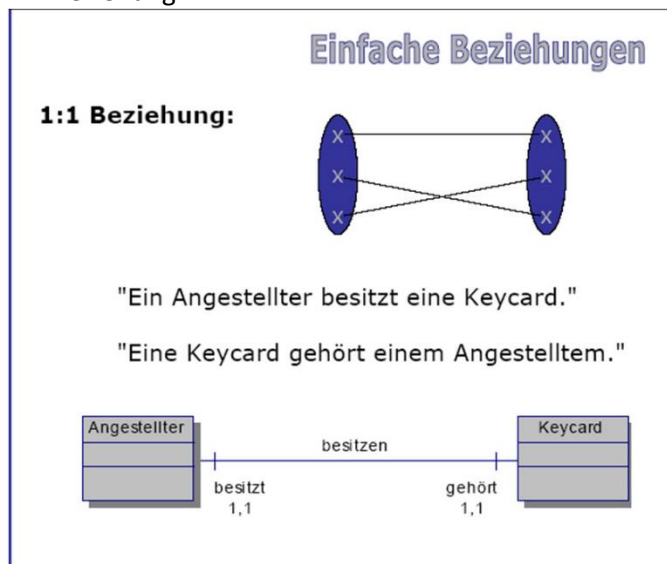 Einfache Beziehungen
1:1 Beziehung:
X X
X X
X X
"Ein Angestellter besitzt eine Keycard."
"Eine Keycard gehört einem Angestelltem."
Angestellter
besitzen
Keycard
besitzt
1,1
gehört
1,1